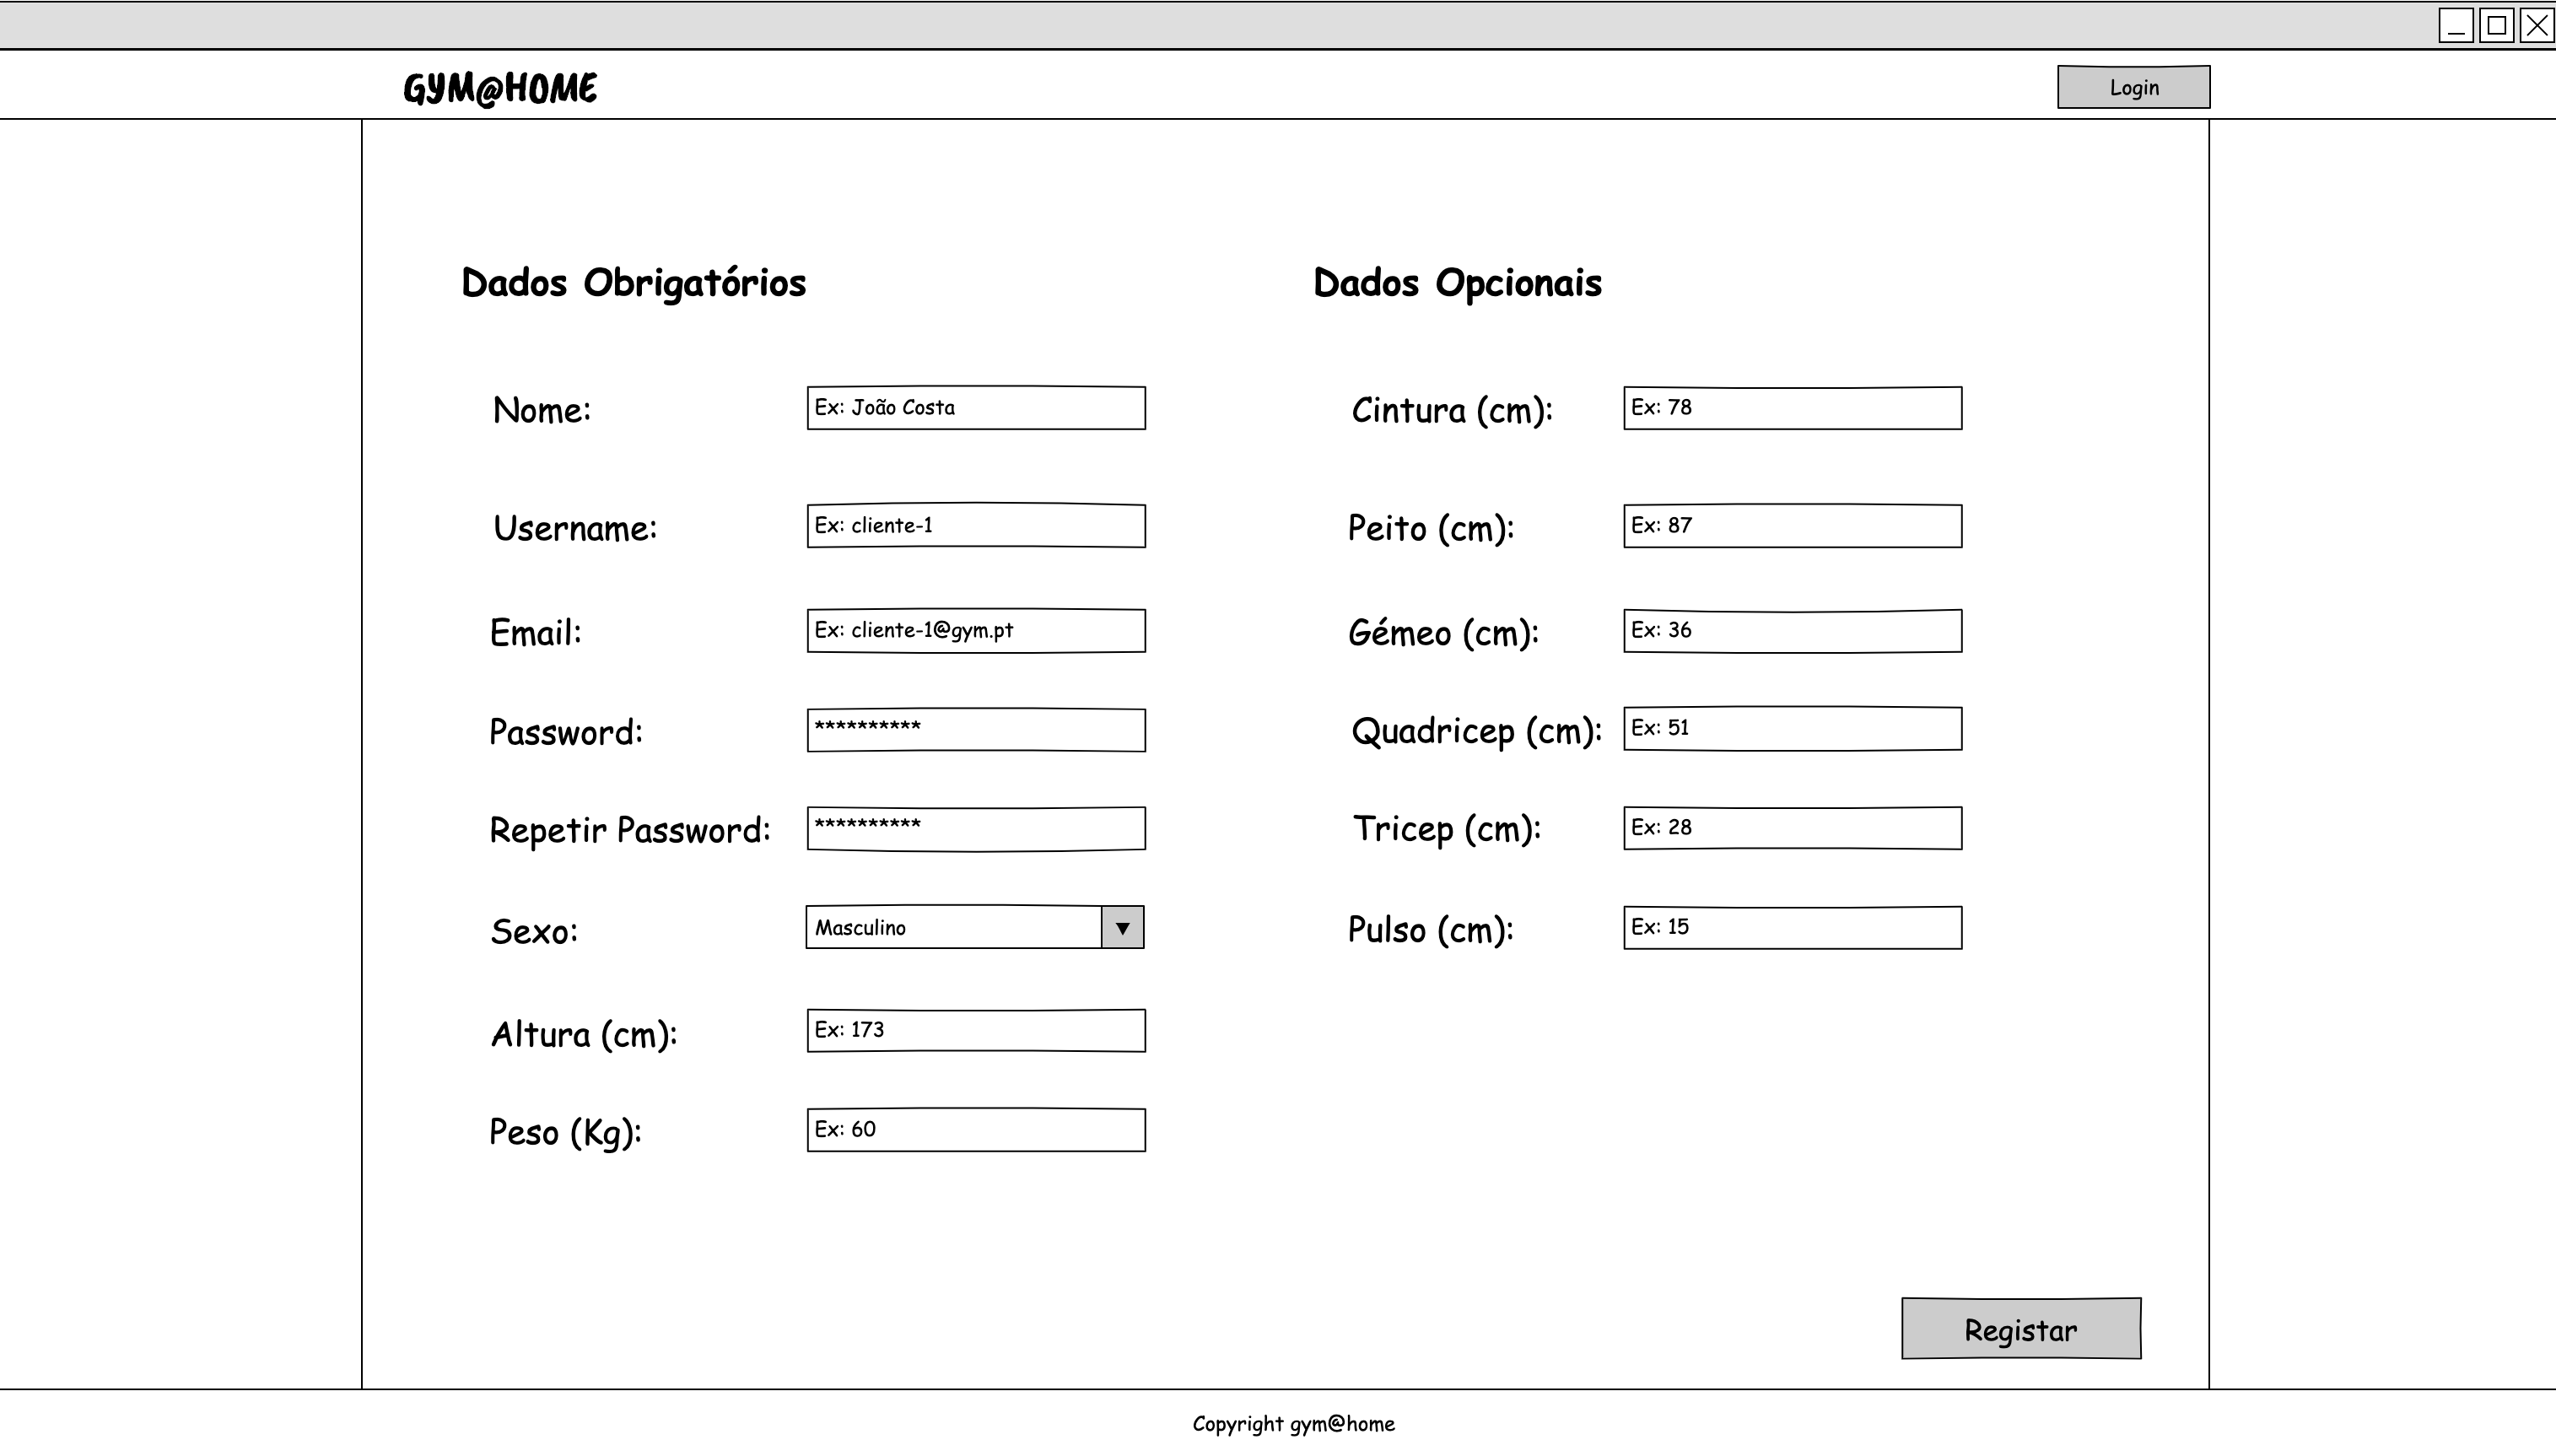 GYM@HOME
Login
Dados Obrigatórios
Nome: Ex: João Costa
Username: Ex: cliente-1
Email: Ex: cliente-1@gym.pt
Password: **********
Repetir Password: **********
Sexo: Masculino
Altura (cm): Ex: 173
Peso (Kg): Ex: 60
Dados Opcionais
Cintura (cm): Ex: 78
Peito (cm): Ex: 87
Gémeo (cm): Ex: 36
Quadricep (cm): Ex: 51
Tricep (cm): Ex: 28
Pulso (cm): Ex: 15
Registar
Copyright gym@home